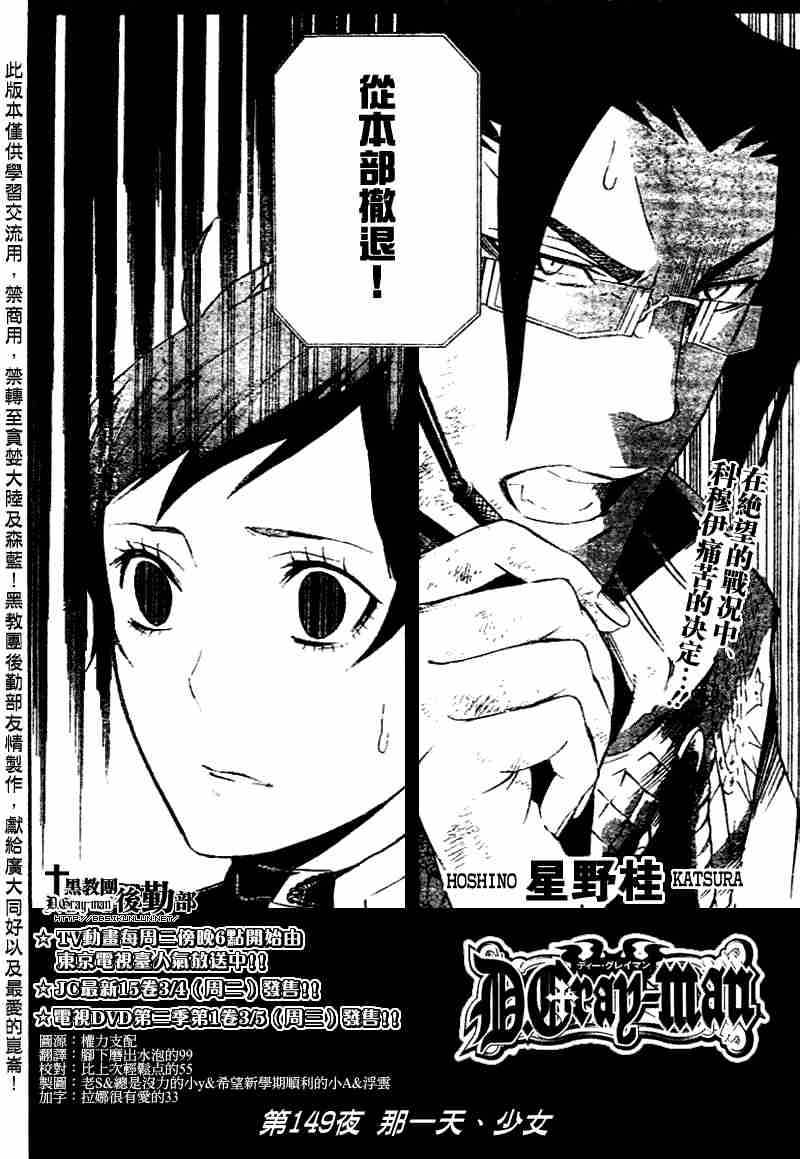 從本部撤退！
在絕望的戰況中、
科穆伊痛苦的決定…!!
此版本僅供學習交流用，禁商用，禁轉至貪婪大陸及森藍！黑教團後勤部友情製作，獻給廣大同好以及最愛的崑崙！
HOSHINO 星野桂 KATSURA
黑教團
D.Gray-man 後勤部
HTTP://BBSIKUNLUN.NET/
☆ TV動畫每周二傍晚6點開始由
東京電視臺人氣放送中!!
☆ JC最新15卷3/4（周二）發售!!
☆ 電視DVD第二季第1卷3/5（周三）發售!!
圖源：權力支配
翻譯：腳下磨出水泡的99
校對：比上次輕鬆点的55
製圖：老S&總是沒力的小y&希望新學期順利的小A&浮雲
加字：拉娜很有愛的33
ディー・グレイマン
D.Gray-man
第149夜 那一天、少女